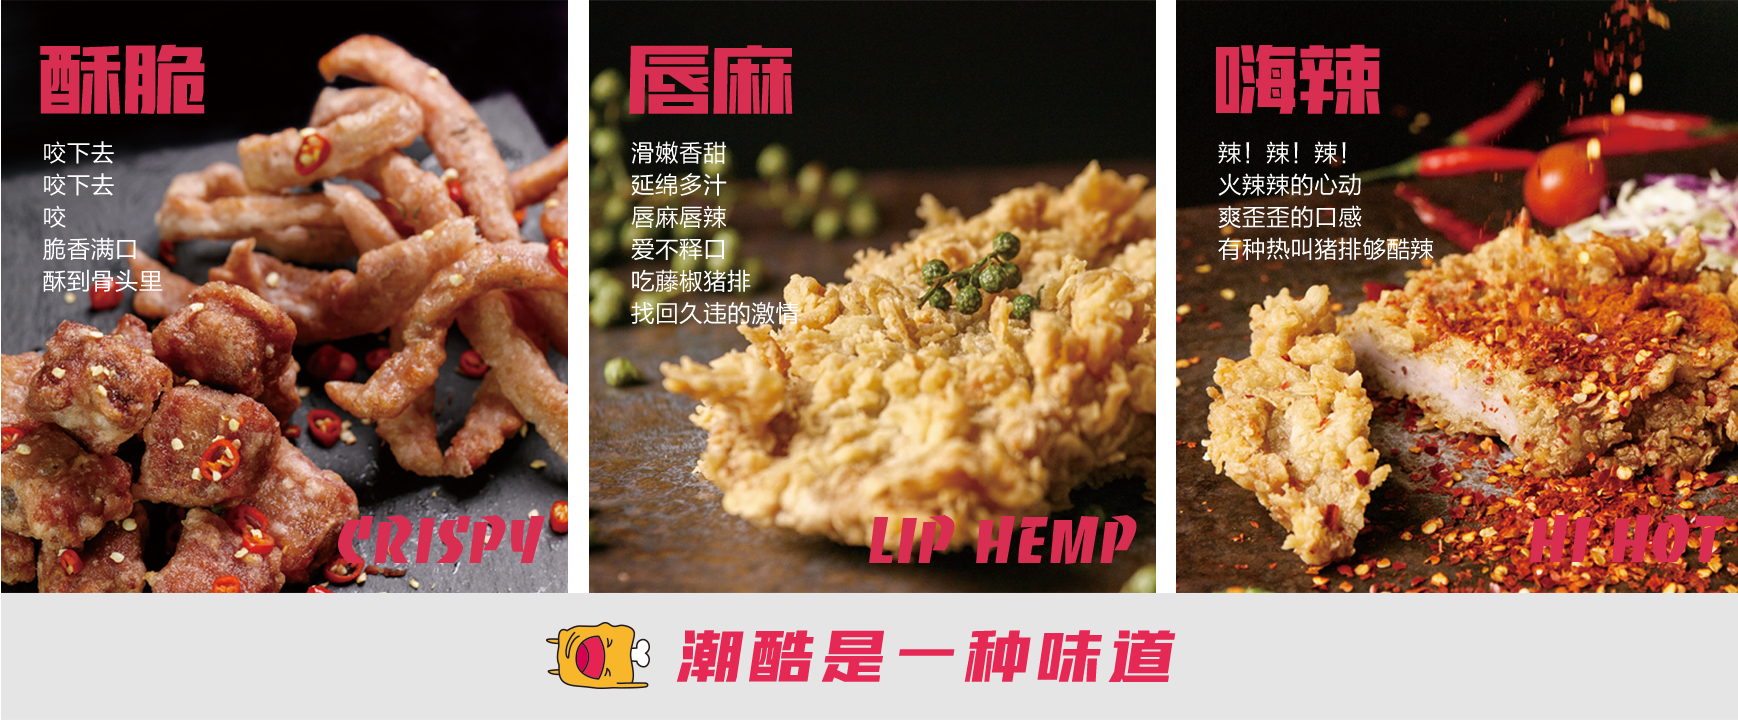 酥脆
咬下去
咬下去
咬
脆香满口
酥到骨头里
CRISPY
唇麻
滑嫩香甜
延绵多汁
唇麻唇辣
爱不释口
吃藤椒猪排
找回久违的激情
LIP HEMP
嗨辣
辣！辣！辣！
火辣辣的心动
爽歪歪的口感
有种热叫猪排够酷辣
HI HOT
潮酷是一种味道